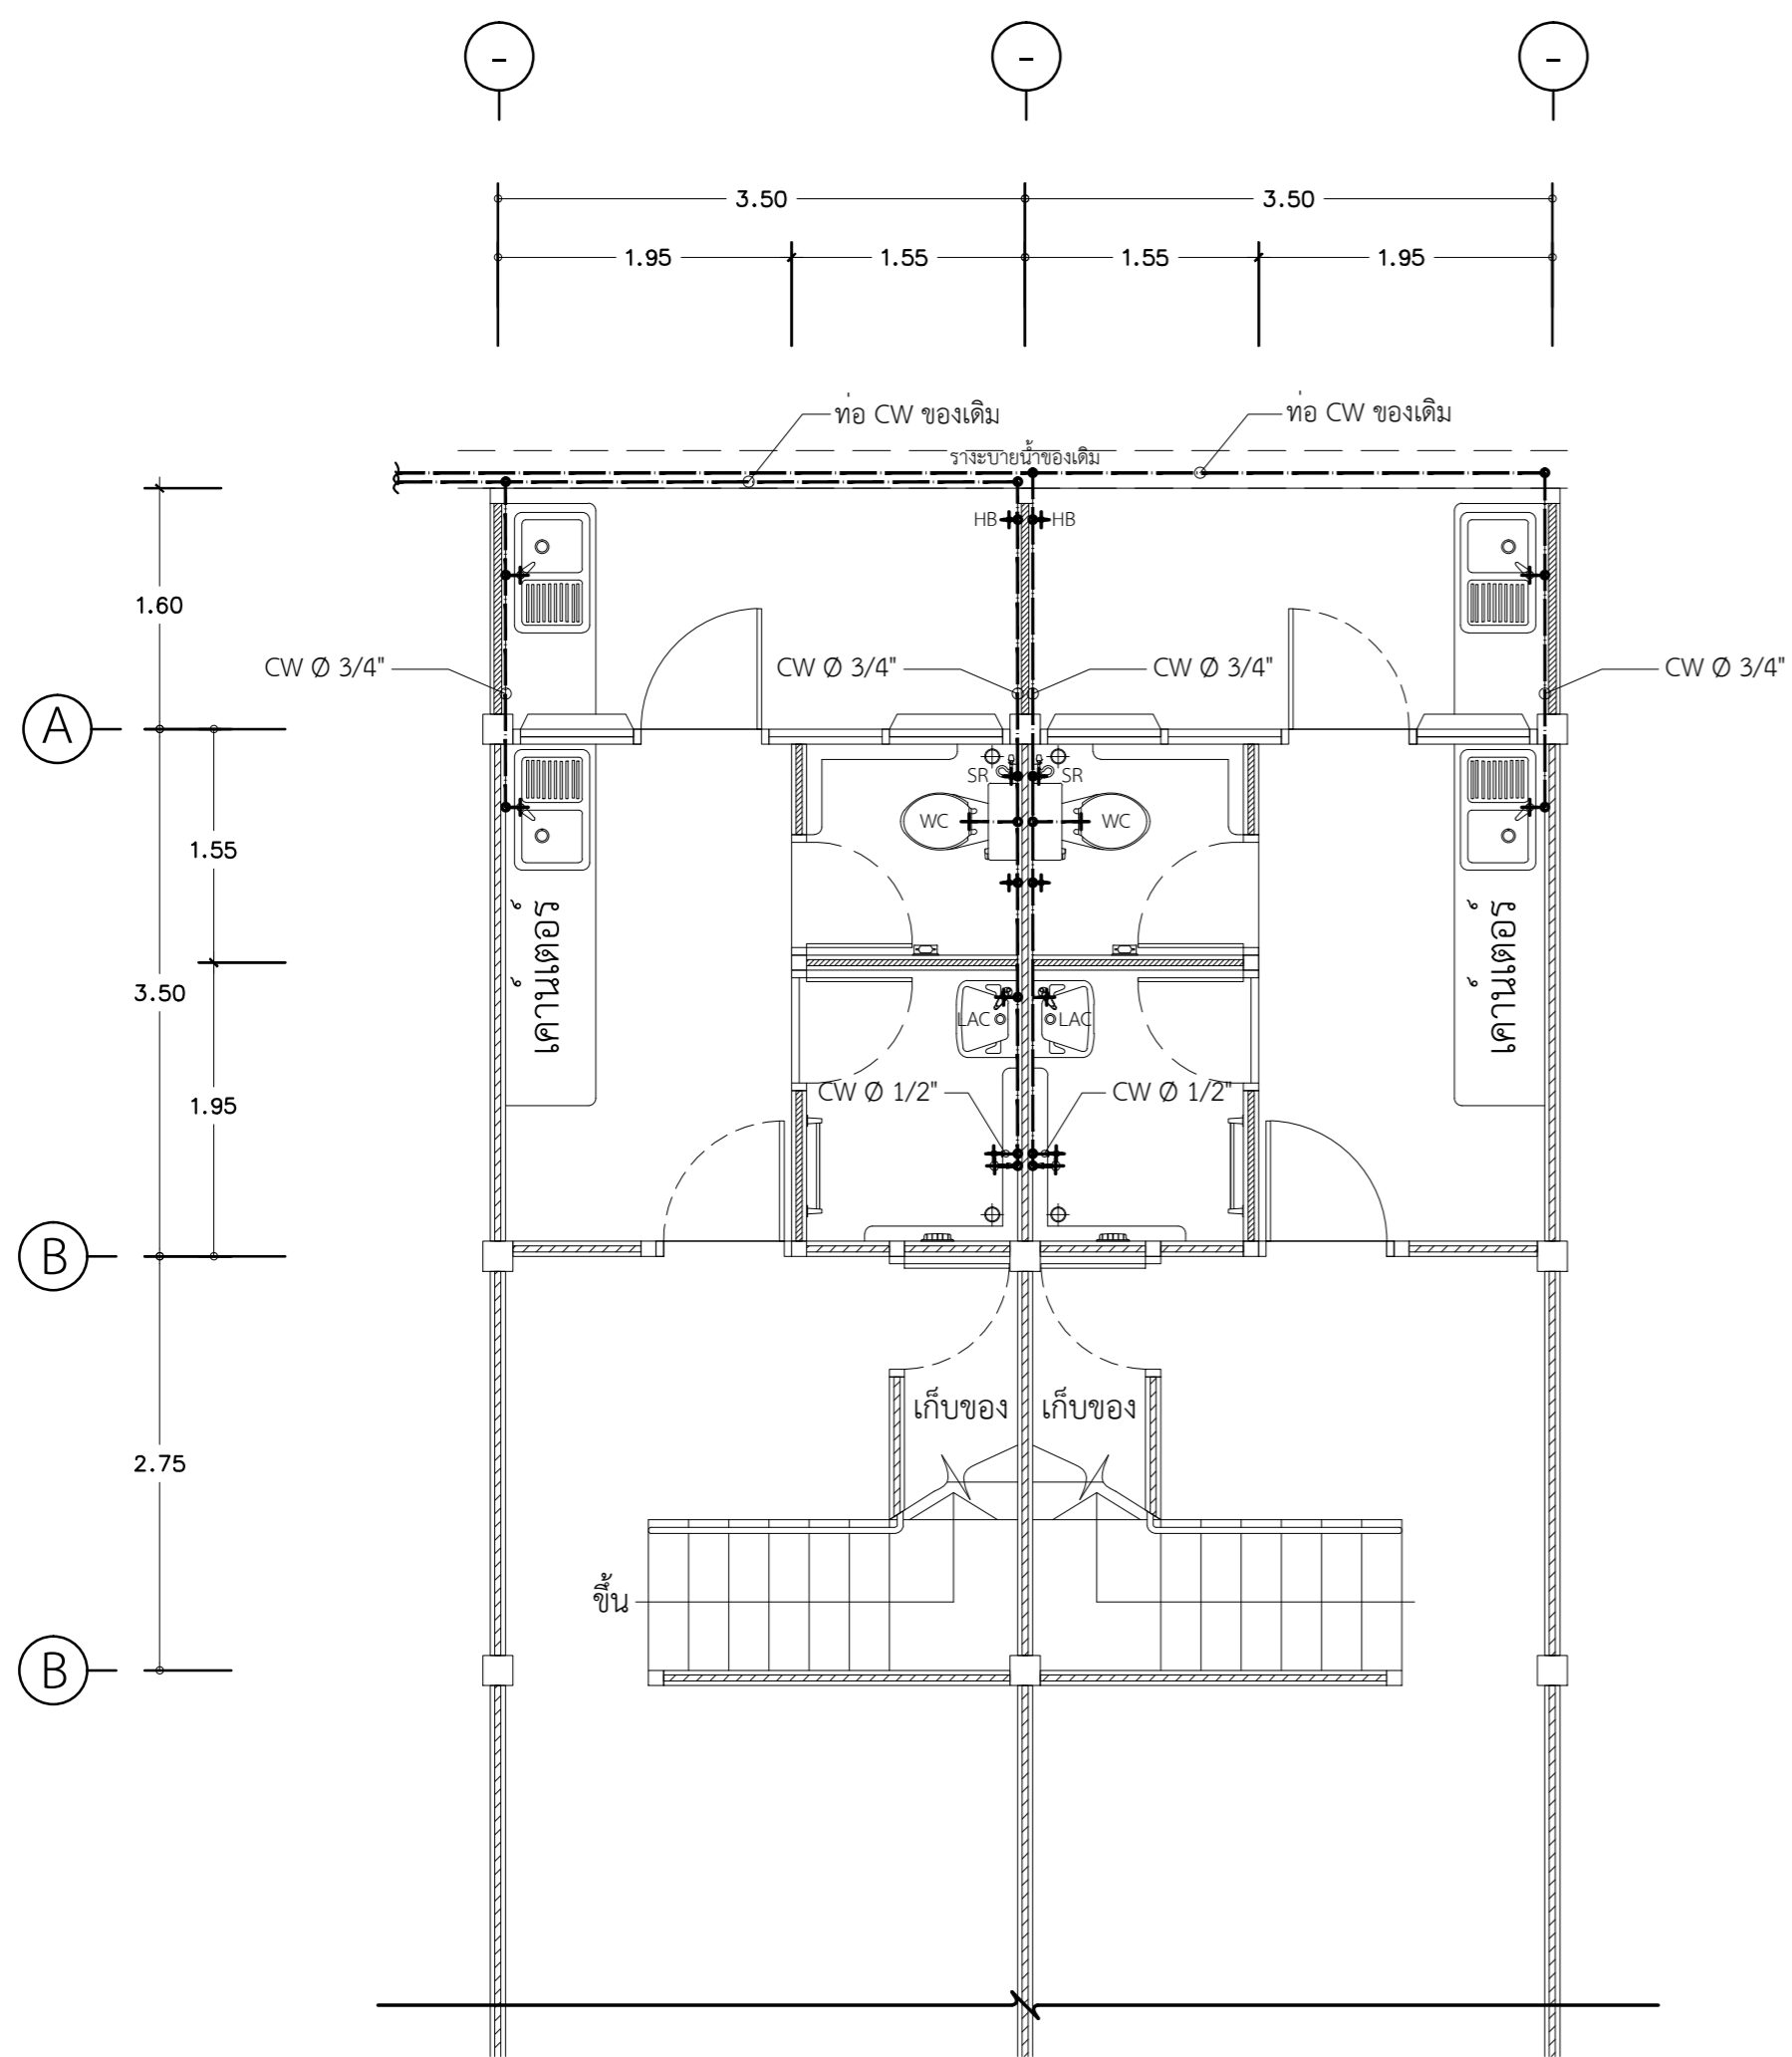 - - -
3.50 3.50
1.95 1.55 1.55 1.95
ท่อ CW ของเดิม ท่อ CW ของเดิม
รางะบายน้ำของเดิม
HB HB
1.60
CW Ø 3/4" CW Ø 3/4" CW Ø 3/4" CW Ø 3/4"
A
SR SR
WC WC
1.55
เคาน์เตอร์ เคาน์เตอร์
3.50
LAC LAC
CW Ø 1/2" CW Ø 1/2"
1.95
B
เก็บของ เก็บของ
2.75
ขึ้น
B